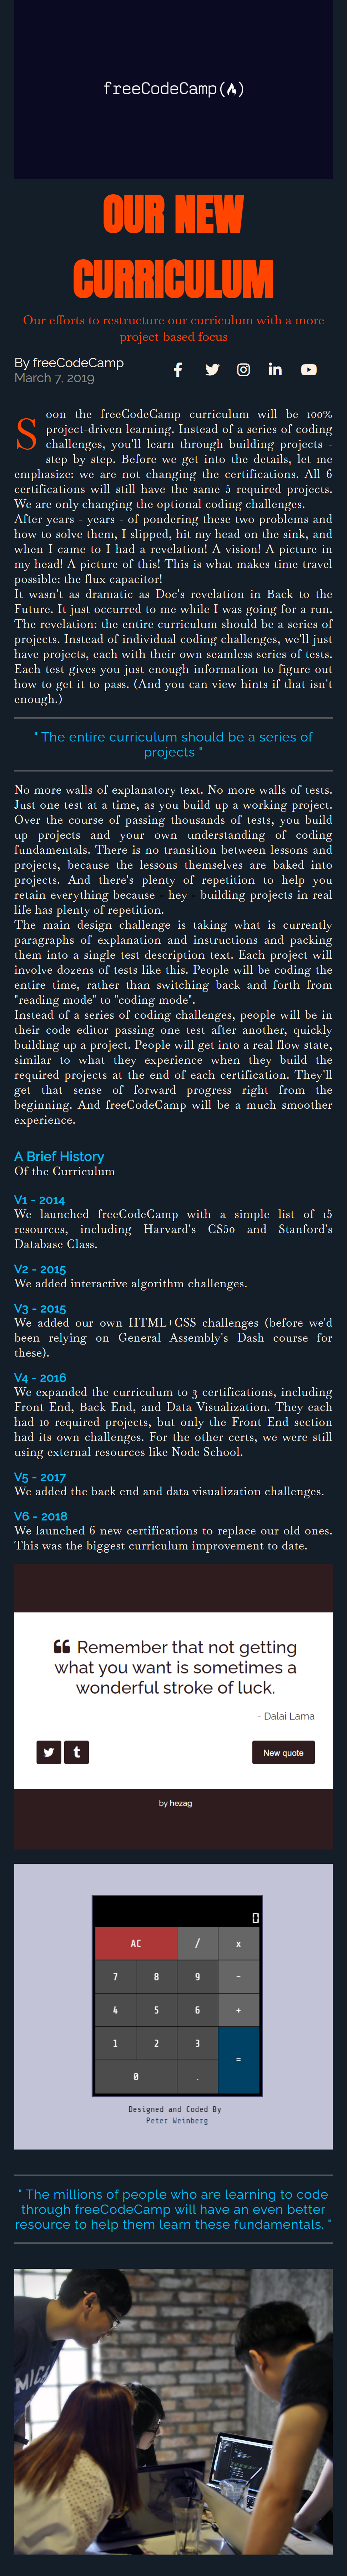 freeCodeCamp(🔥)
OUR NEW
CURRICULUM
Our efforts to restructure our curriculum with a more
project-based focus
By freeCodeCamp
March 7, 2019
Soon the freeCodeCamp curriculum will be 100%
project-driven learning. Instead of a series of coding
challenges, you'll learn through building projects -
step by step. Before we get into the details, let me
emphasize: we are not changing the certifications. All 6
certifications will still have the same 5 required projects.
We are only changing the optional coding challenges.
After years - years - of pondering these two problems and
how to solve them, I slipped, hit my head on the sink, and
when I came to I had a revelation! A vision! A picture in
my head! A picture of this! This is what makes time travel
possible: the flux capacitor!
It wasn't as dramatic as Doc's revelation in Back to the
Future. It just occurred to me while I was going for a run.
The revelation: the entire curriculum should be a series of
projects. Instead of individual coding challenges, we'll just
have projects, each with their own seamless series of tests.
Each test gives you just enough information to figure out
how to get it to pass. (And you can view hints if that isn't
enough.)
" The entire curriculum should be a series of
projects "
No more walls of explanatory text. No more walls of tests.
Just one test at a time, as you build up a working project.
Over the course of passing thousands of tests, you build
up projects and your own understanding of coding
fundamentals. There is no transition between lessons and
projects, because the lessons themselves are baked into
projects. And there's plenty of repetition to help you
retain everything because - hey - building projects in real
life has plenty of repetition.
The main design challenge is taking what is currently
paragraphs of explanation and instructions and packing
them into a single test description text. Each project will
involve dozens of tests like this. People will be coding the
entire time, rather than switching back and forth from
"reading mode" to "coding mode".
Instead of a series of coding challenges, people will be in
their code editor passing one test after another, quickly
building up a project. People will get into a real flow state,
similar to what they experience when they build the
required projects at the end of each certification. They'll
get that sense of forward progress right from the
beginning. And freeCodeCamp will be a much smoother
experience.
A Brief History
Of the Curriculum
V1 - 2014
We launched freeCodeCamp with a simple list of 15
resources, including Harvard's CS50 and Stanford's
Database Class.
V2 - 2015
We added interactive algorithm challenges.
V3 - 2015
We added our own HTML+CSS challenges (before we'd
been relying on General Assembly's Dash course for
these).
V4 - 2016
We expanded the curriculum to 3 certifications, including
Front End, Back End, and Data Visualization. They each
had 10 required projects, but only the Front End section
had its own challenges. For the other certs, we were still
using external resources like Node School.
V5 - 2017
We added the back end and data visualization challenges.
V6 - 2018
We launched 6 new certifications to replace our old ones.
This was the biggest curriculum improvement to date.
“ Remember that not getting
what you want is sometimes a
wonderful stroke of luck.
- Dalai Lama
New quote
by hezag
0
AC / x
7 8 9 -
4 5 6 +
1 2 3 =
0 .
Designed and Coded By
Peter Weinberg
" The millions of people who are learning to code
through freeCodeCamp will have an even better
resource to help them learn these fundamentals. "